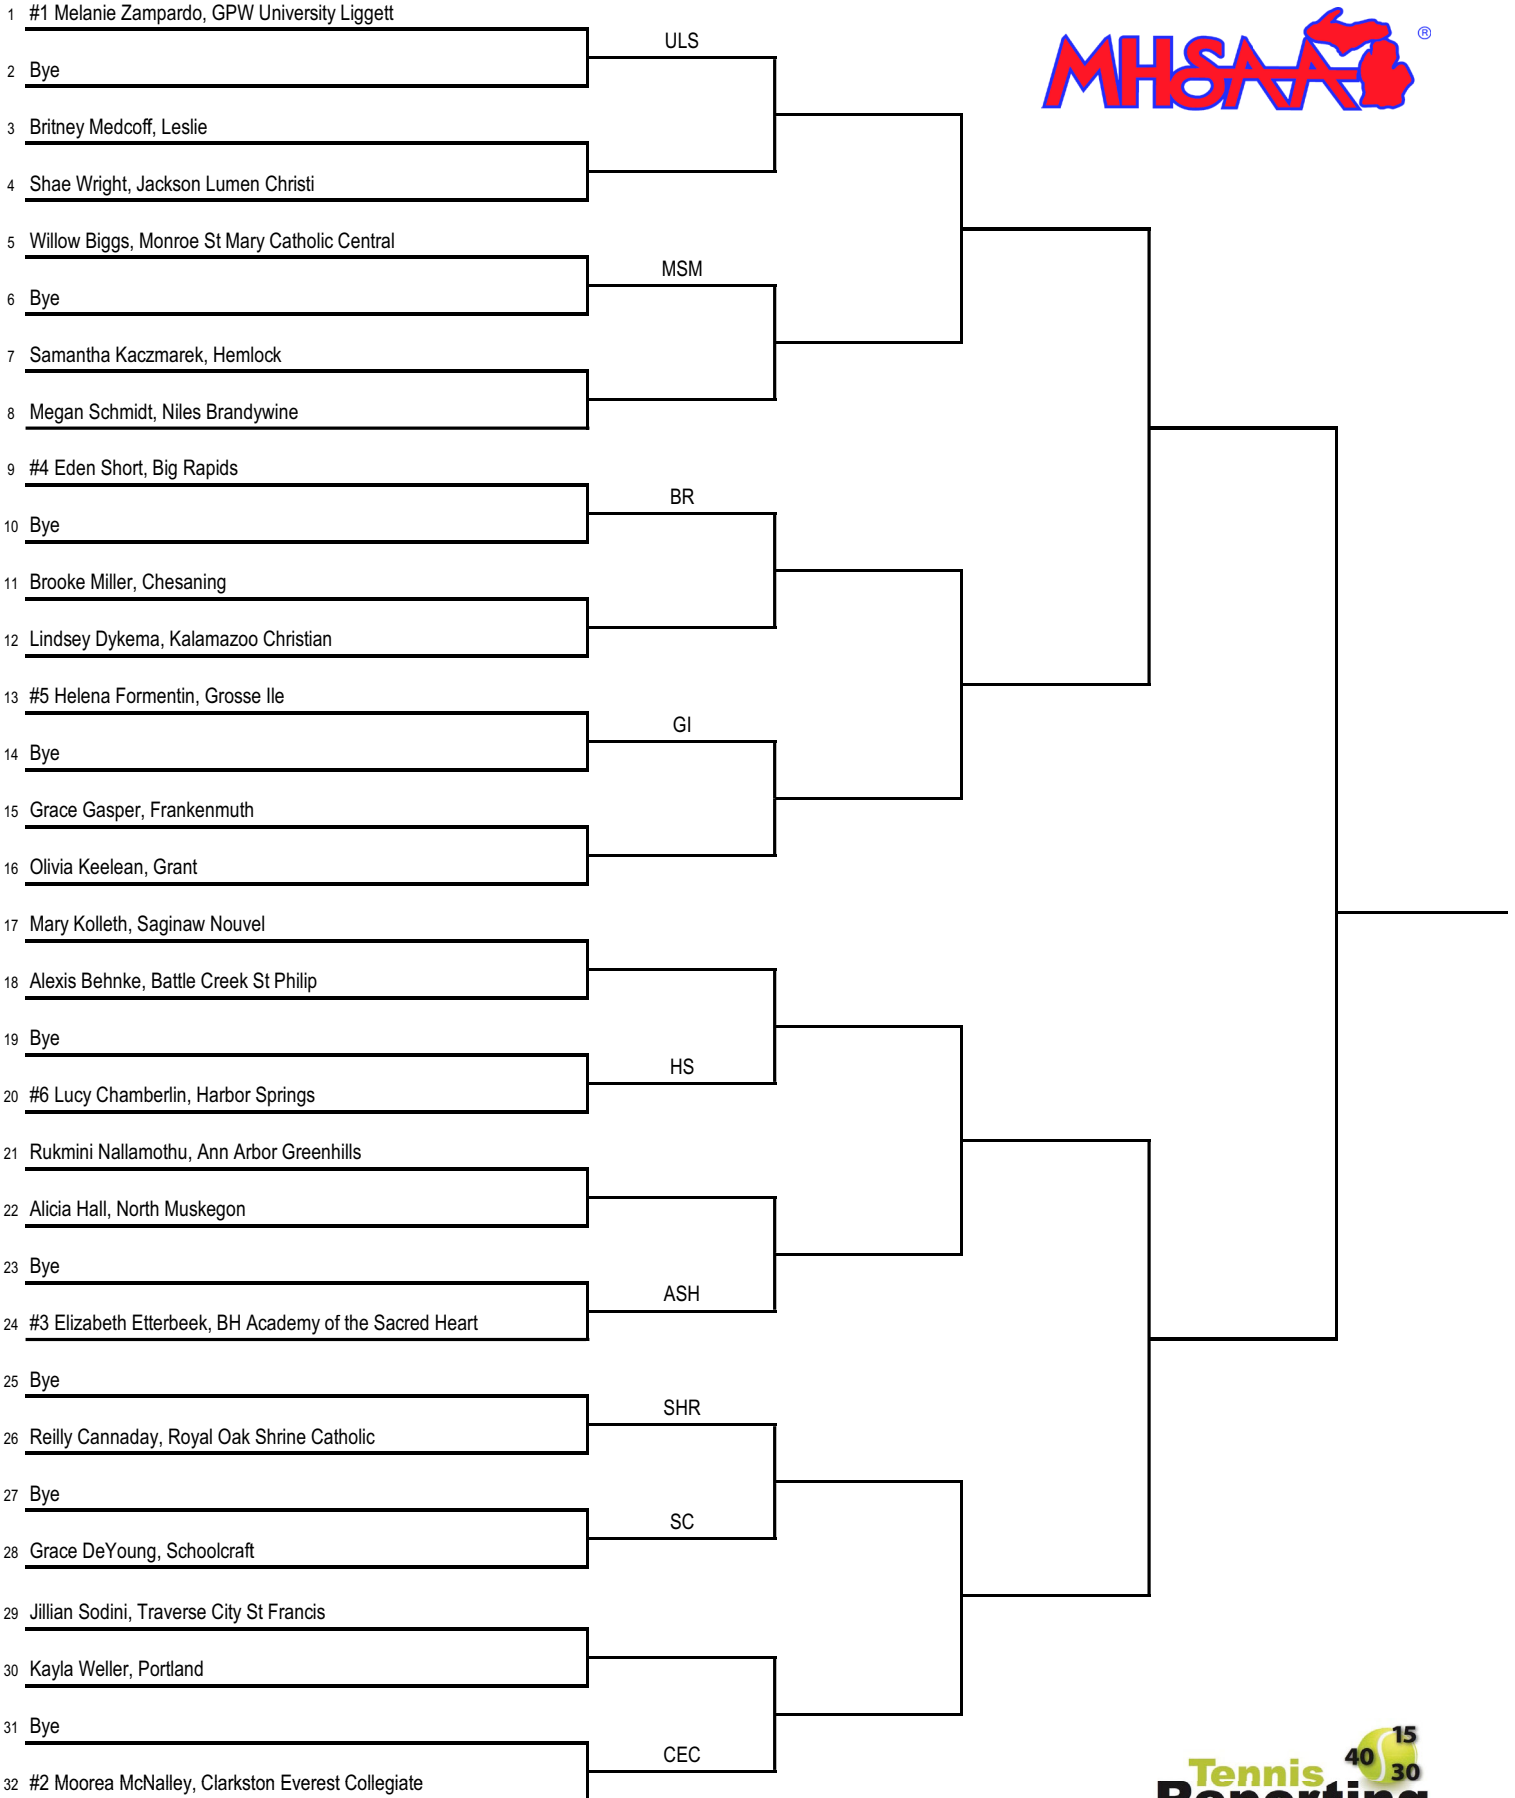 1 #1 Melanie Zampardo, GPW University Liggett
ULS
2 Bye
3 Britney Medcoff, Leslie
4 Shae Wright, Jackson Lumen Christi
5 Willow Biggs, Monroe St Mary Catholic Central
MSM
6 Bye
7 Samantha Kaczmarek, Hemlock
8 Megan Schmidt, Niles Brandywine
9 #4 Eden Short, Big Rapids
BR
10 Bye
11 Brooke Miller, Chesaning
12 Lindsey Dykema, Kalamazoo Christian
13 #5 Helena Formentin, Grosse Ile
GI
14 Bye
15 Grace Gasper, Frankenmuth
16 Olivia Keelean, Grant
17 Mary Kolleth, Saginaw Nouvel
18 Alexis Behnke, Battle Creek St Philip
19 Bye
HS
20 #6 Lucy Chamberlin, Harbor Springs
21 Rukmini Nallamothu, Ann Arbor Greenhills
22 Alicia Hall, North Muskegon
23 Bye
ASH
24 #3 Elizabeth Etterbeek, BH Academy of the Sacred Heart
25 Bye
SHR
26 Reilly Cannaday, Royal Oak Shrine Catholic
27 Bye
SC
28 Grace DeYoung, Schoolcraft
29 Jillian Sodini, Traverse City St Francis
30 Kayla Weller, Portland
31 Bye
CEC
32 #2 Moorea McNalley, Clarkston Everest Collegiate
MHSAA ®
15
40
30
Tennis
Reporting